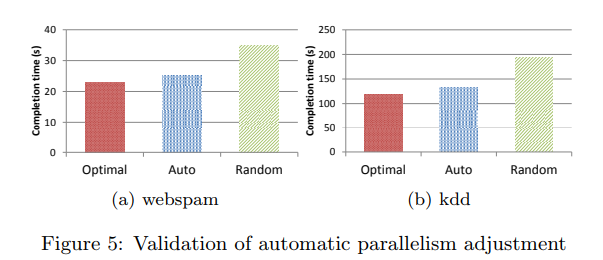 Completion time (s)
40
30
20
10
0
Optimal Auto Random
(a) webspam
Completion time (s)
250
200
150
100
50
0
Optimal Auto Random
(b) kdd
Figure 5: Validation of automatic parallelism adjustment